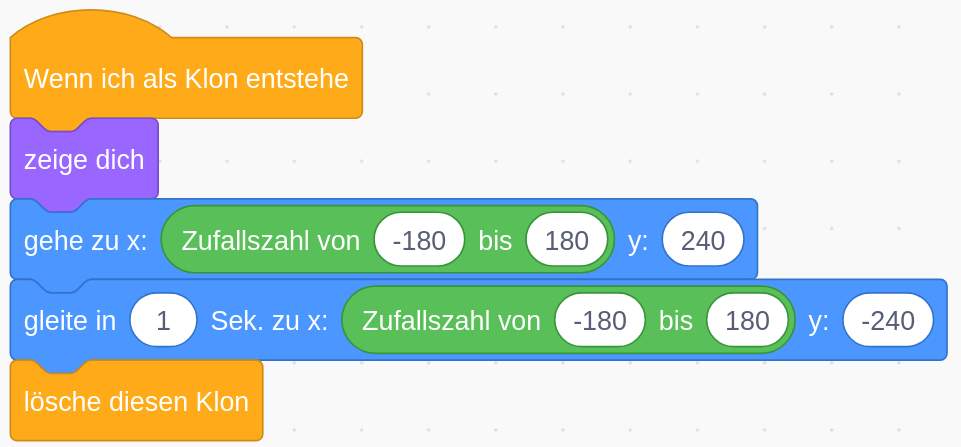 Wenn ich als Klon entstehe
zeige dich
gehe zu x: Zufallszahl von -180 bis 180 y: 240
gleite in 1 Sek. zu x: Zufallszahl von -180 bis 180 y: -240
lösche diesen Klon